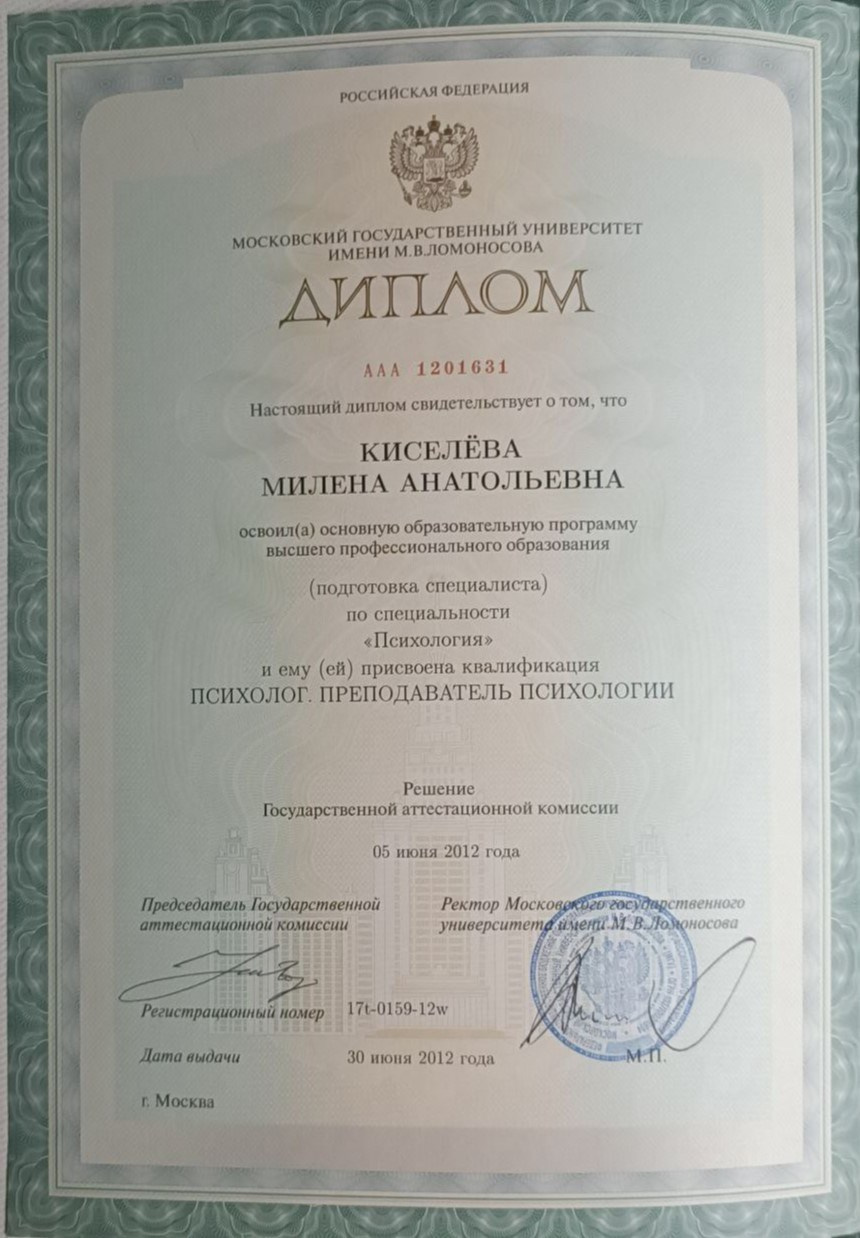 РОССИЙСКАЯ ФЕДЕРАЦИЯ
МОСКОВСКИЙ ГОСУДАРСТВЕННЫЙ УНИВЕРСИТЕТ
ИМЕНИ М.В.ЛОМОНОСОВА
ДИПЛОМ
ААА 1201631
Настоящий диплом свидетельствует о том, что
КИСЕЛЁВА
МИЛЕНА АНАТОЛЬЕВНА
освоил(а) основную образовательную программу
высшего профессионального образования
(подготовка специалиста)
по специальности
«Психология»
и ему (ей) присвоена квалификация
ПСИХОЛОГ. ПРЕПОДАВАТЕЛЬ ПСИХОЛОГИИ
Решение
Государственной аттестационной комиссии
05 июня 2012 года
Председатель Государственной
аттестационной комиссии
Ректор Московского государственного
университета имени М.В.Ломоносова
Регистрационный номер 17t-0159-12w
Дата выдачи 30 июня 2012 года
М.П.
г. Москва